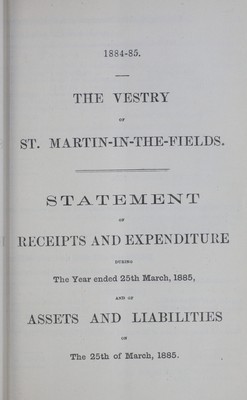 1884-85.
THE VESTRY
OF
ST. MARTIN-IN-THE-FIELDS.
STATEMENT
OF
RECEIPTS AND EXPENDITURE
DURING
The Year ended 25th March, 1885,
AND OF
ASSETS AND LIABILITIES
ON
The 25th of March, 1885.